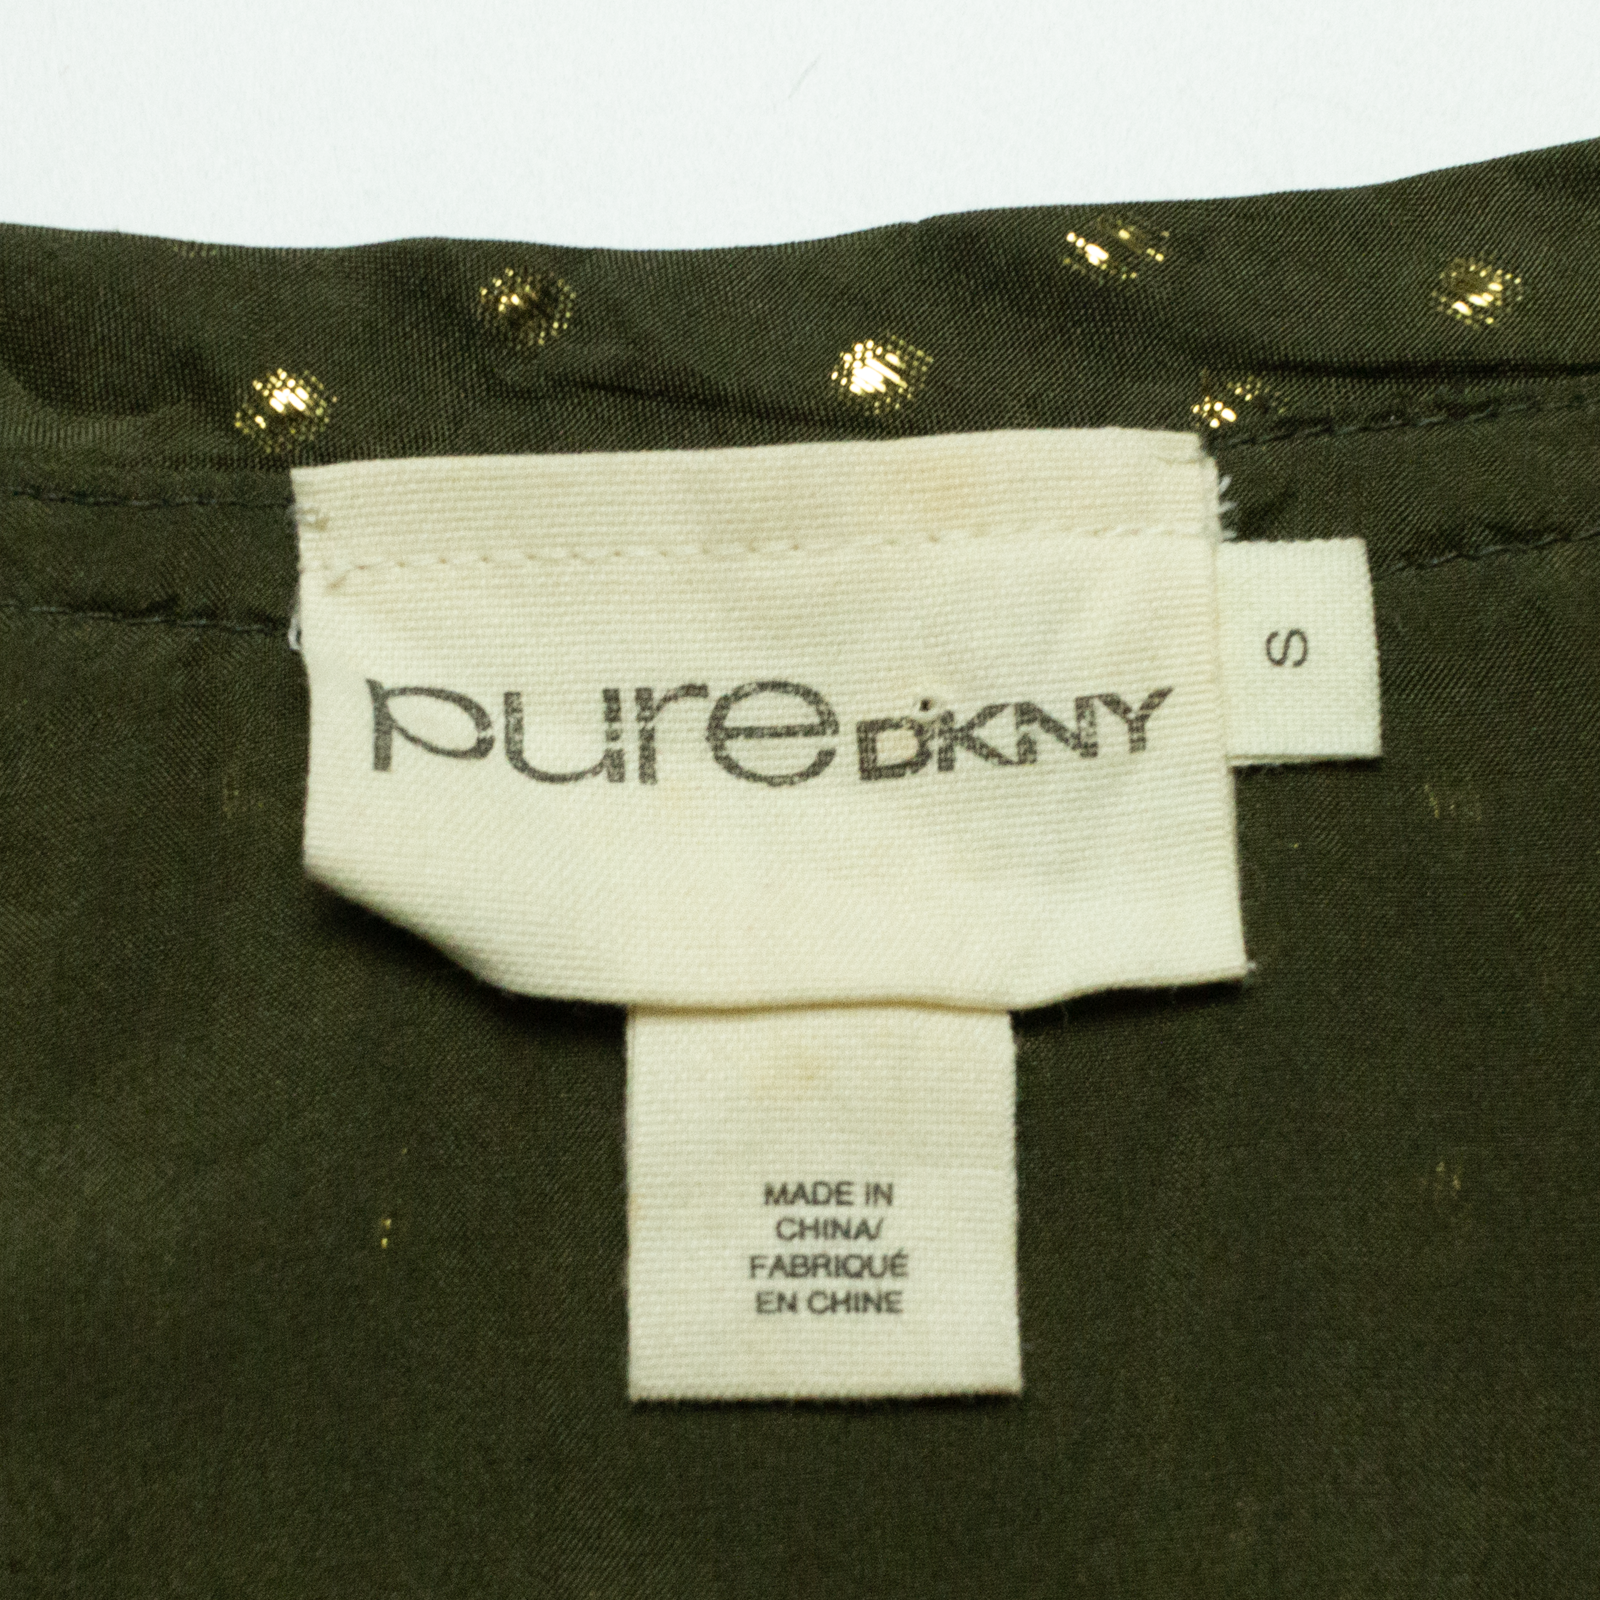 pure DKNY
S
MADE IN
CHINA/
FABRIQUÉ
EN CHINE